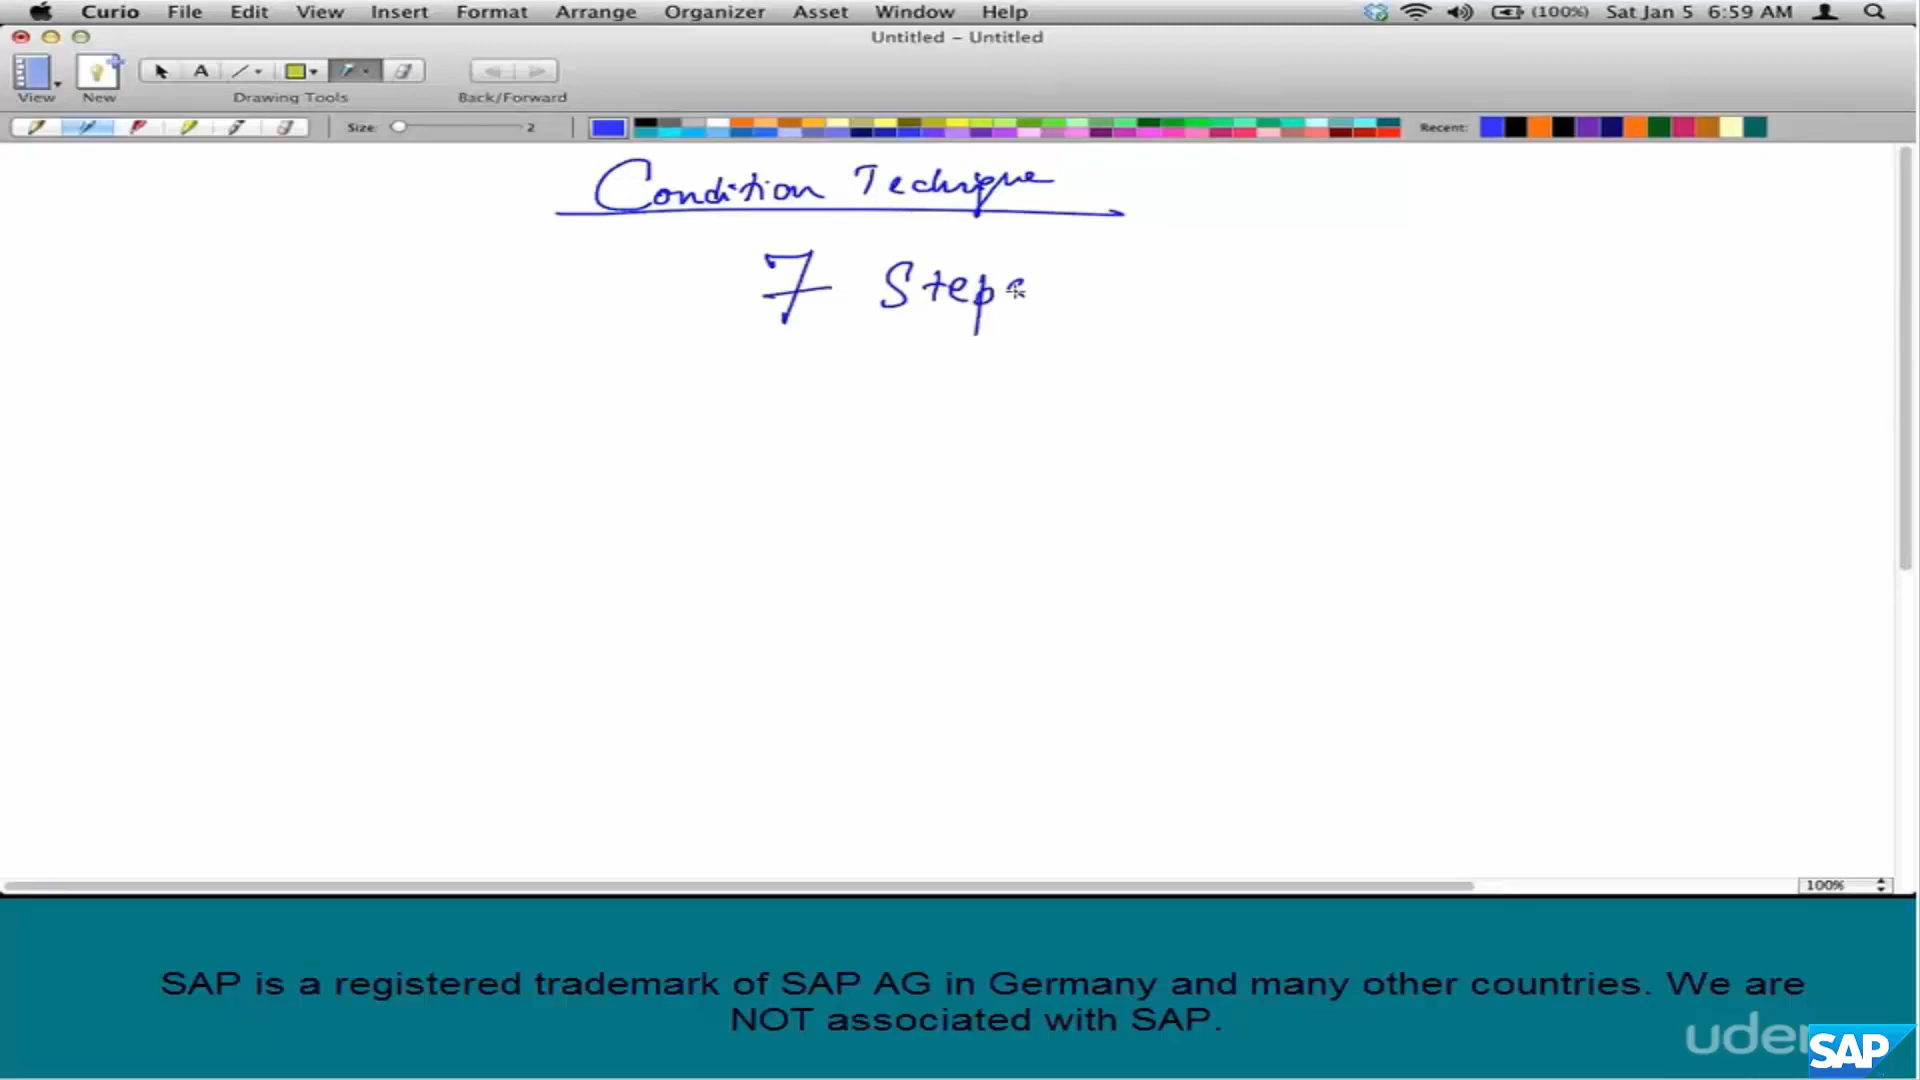 Curio File Edit View Insert Format Arrange Organizer Asset Window Help (100%) Sat Jan 5 6:59 AM
Untitled – Untitled
A
View New Drawing Tools Back/Forward
Size: 2 Recent:
Condition Technique
7 Steps
100%
SAP is a registered trademark of SAP AG in Germany and many other countries. We are
NOT associated with SAP.
SAP